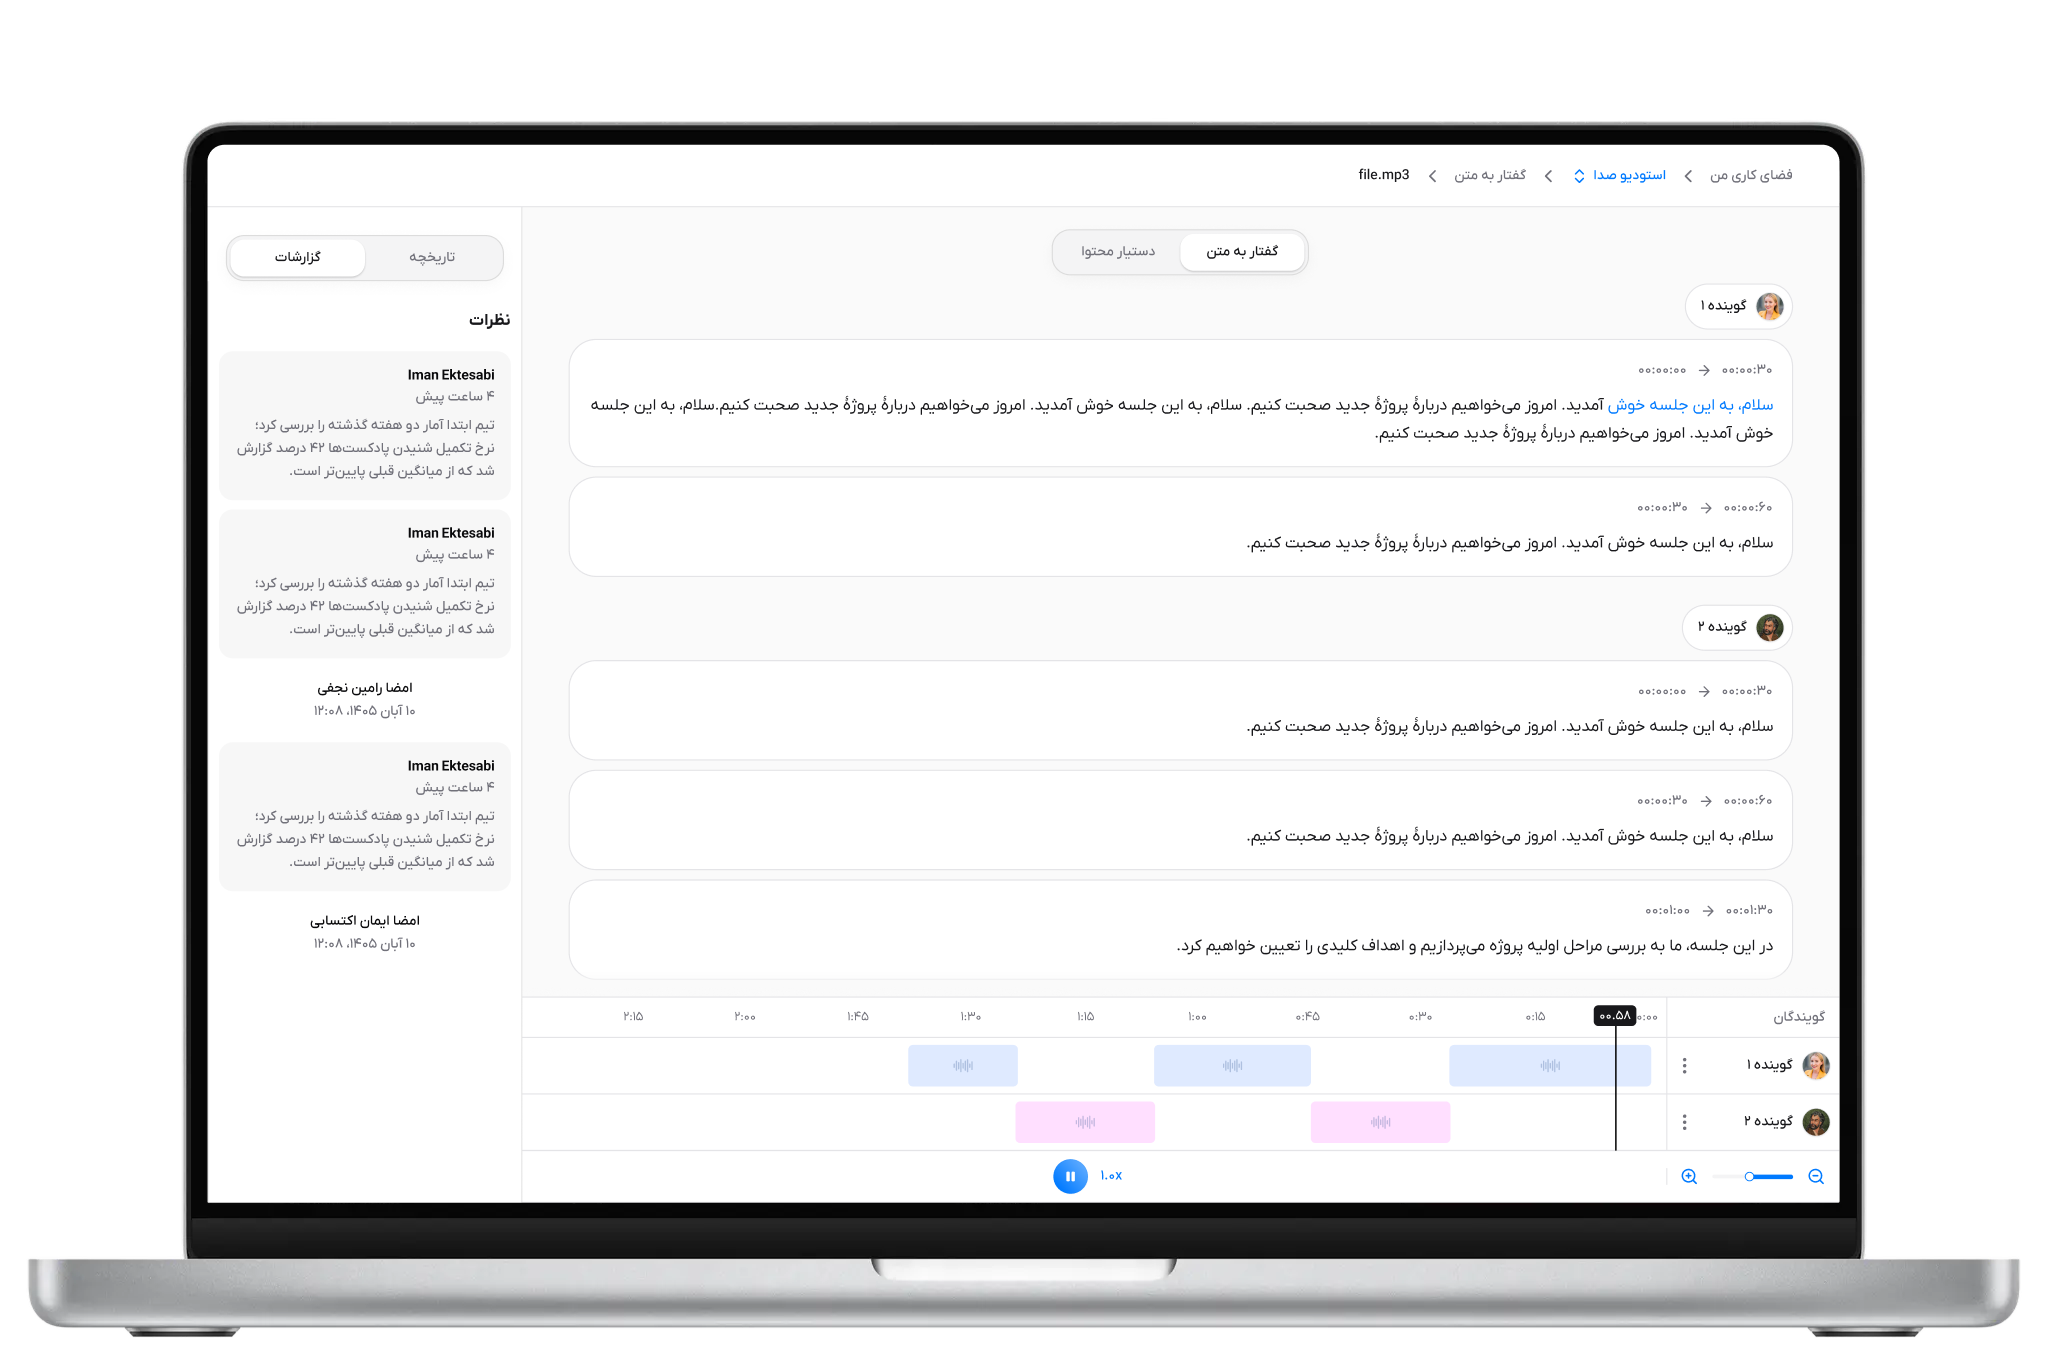 فضای کاری من
استودیو صدا
گفتار به متن
file.mp3
گفتار به متن
دستیار محتوا
گوینده ۱
۰۰:۰۰:۳۰ → ۰۰:۰۰:۰۰
سلام، به این جلسه خوش آمدید. امروز می‌خواهیم دربارهٔ پروژهٔ جدید صحبت کنیم. سلام، به این جلسه خوش آمدید. امروز می‌خواهیم دربارهٔ پروژهٔ جدید صحبت کنیم.سلام، به این جلسه
خوش آمدید. امروز می‌خواهیم دربارهٔ پروژهٔ جدید صحبت کنیم.
۰۰:۰۰:۶۰ → ۰۰:۰۰:۳۰
سلام، به این جلسه خوش آمدید. امروز می‌خواهیم دربارهٔ پروژهٔ جدید صحبت کنیم.
گوینده ۲
۰۰:۰۰:۳۰ → ۰۰:۰۰:۰۰
سلام، به این جلسه خوش آمدید. امروز می‌خواهیم دربارهٔ پروژهٔ جدید صحبت کنیم.
۰۰:۰۰:۶۰ → ۰۰:۰۰:۳۰
سلام، به این جلسه خوش آمدید. امروز می‌خواهیم دربارهٔ پروژهٔ جدید صحبت کنیم.
۰۰:۰۱:۳۰ → ۰۰:۰۱:۰۰
در این جلسه، ما به بررسی مراحل اولیه پروژه می‌پردازیم و اهداف کلیدی را تعیین خواهیم کرد.
تاریخچه
گزارشات
نظرات
Iman Ektesabi
۴ ساعت پیش
تیم ابتدا آمار دو هفته گذشته را بررسی کرد؛
نرخ تکمیل شنیدن پادکست‌ها ۴۲ درصد گزارش
شد که از میانگین قبلی پایین‌تر است.
Iman Ektesabi
۴ ساعت پیش
تیم ابتدا آمار دو هفته گذشته را بررسی کرد؛
نرخ تکمیل شنیدن پادکست‌ها ۴۲ درصد گزارش
شد که از میانگین قبلی پایین‌تر است.
امضا رامین نجفی
۱۰ آبان ۱۴۰۵، ۱۲:۰۸
Iman Ektesabi
۴ ساعت پیش
تیم ابتدا آمار دو هفته گذشته را بررسی کرد؛
نرخ تکمیل شنیدن پادکست‌ها ۴۲ درصد گزارش
شد که از میانگین قبلی پایین‌تر است.
امضا ایمان اکتسابی
۱۰ آبان ۱۴۰۵، ۱۲:۰۸
گویندگان
۰:۰۰ ۰۰.۵۸ ۰:۱۵ ۰:۳۰ ۰:۴۵ ۱:۰۰ ۱:۱۵ ۱:۳۰ ۱:۴۵ ۲:۰۰ ۲:۱۵
گوینده ۱
گوینده ۲
۱.۰x